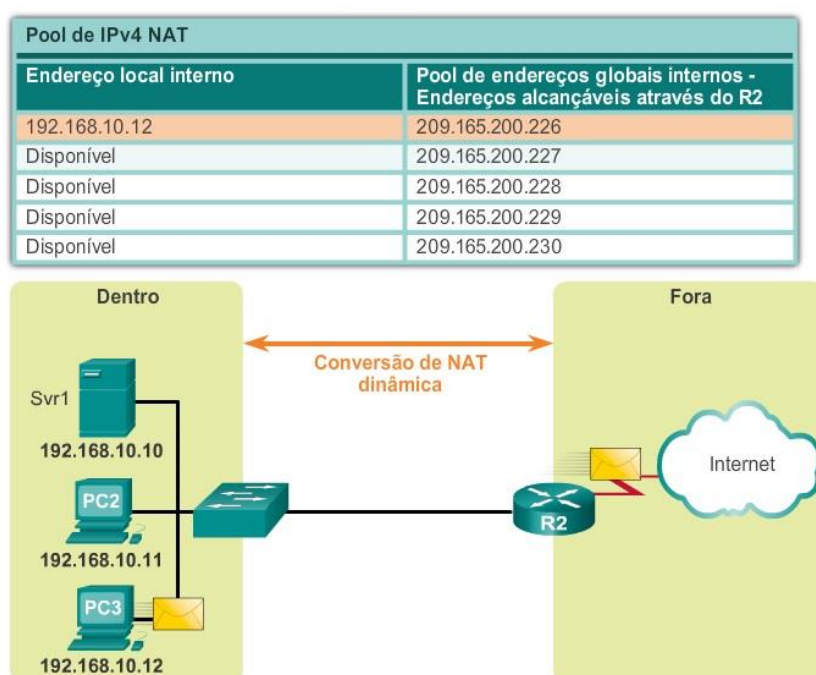 Pool de IPv4 NAT
Endereço local interno
Pool de endereços globais internos -
Endereços alcançáveis através do R2
192.168.10.12
209.165.200.226
Disponível
209.165.200.227
Disponível
209.165.200.228
Disponível
209.165.200.229
Disponível
209.165.200.230
Dentro
Fora
Conversão de NAT
dinâmica
Svr1
192.168.10.10
PC2
192.168.10.11
PC3
192.168.10.12
R2
Internet